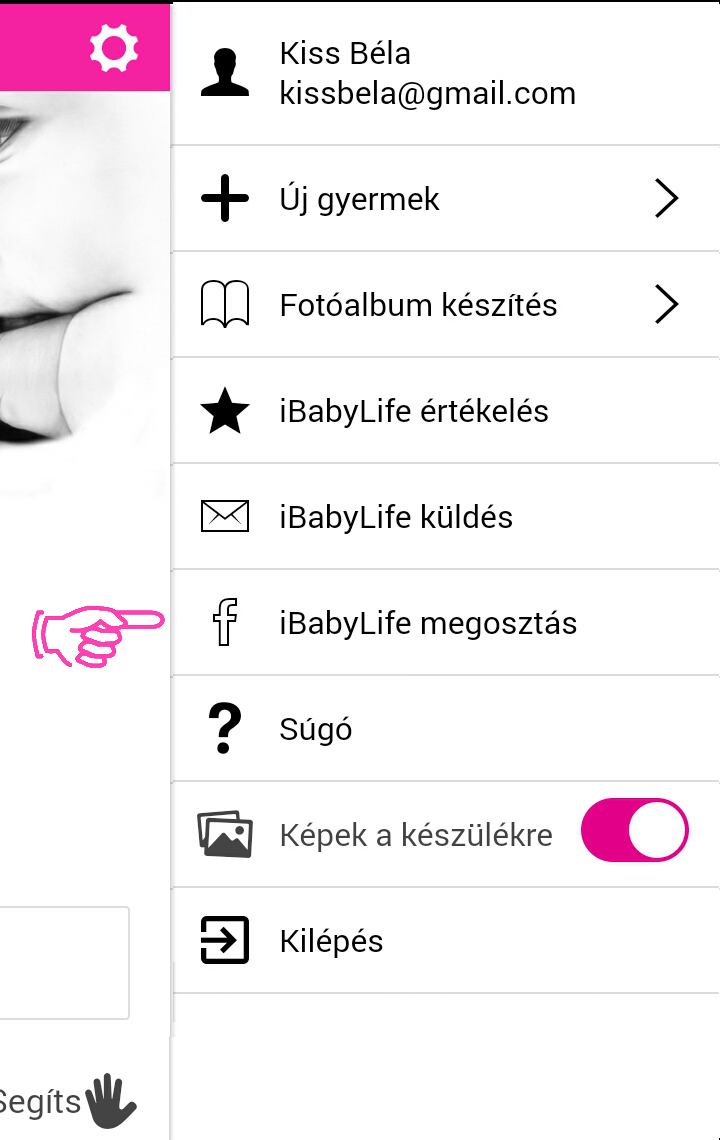 Kiss Béla
kissbela@gmail.com
Új gyermek
Fotóalbum készítés
iBabyLife értékelés
iBabyLife küldés
iBabyLife megosztás
Súgó
Képek a készülékre
Kilépés
Segíts